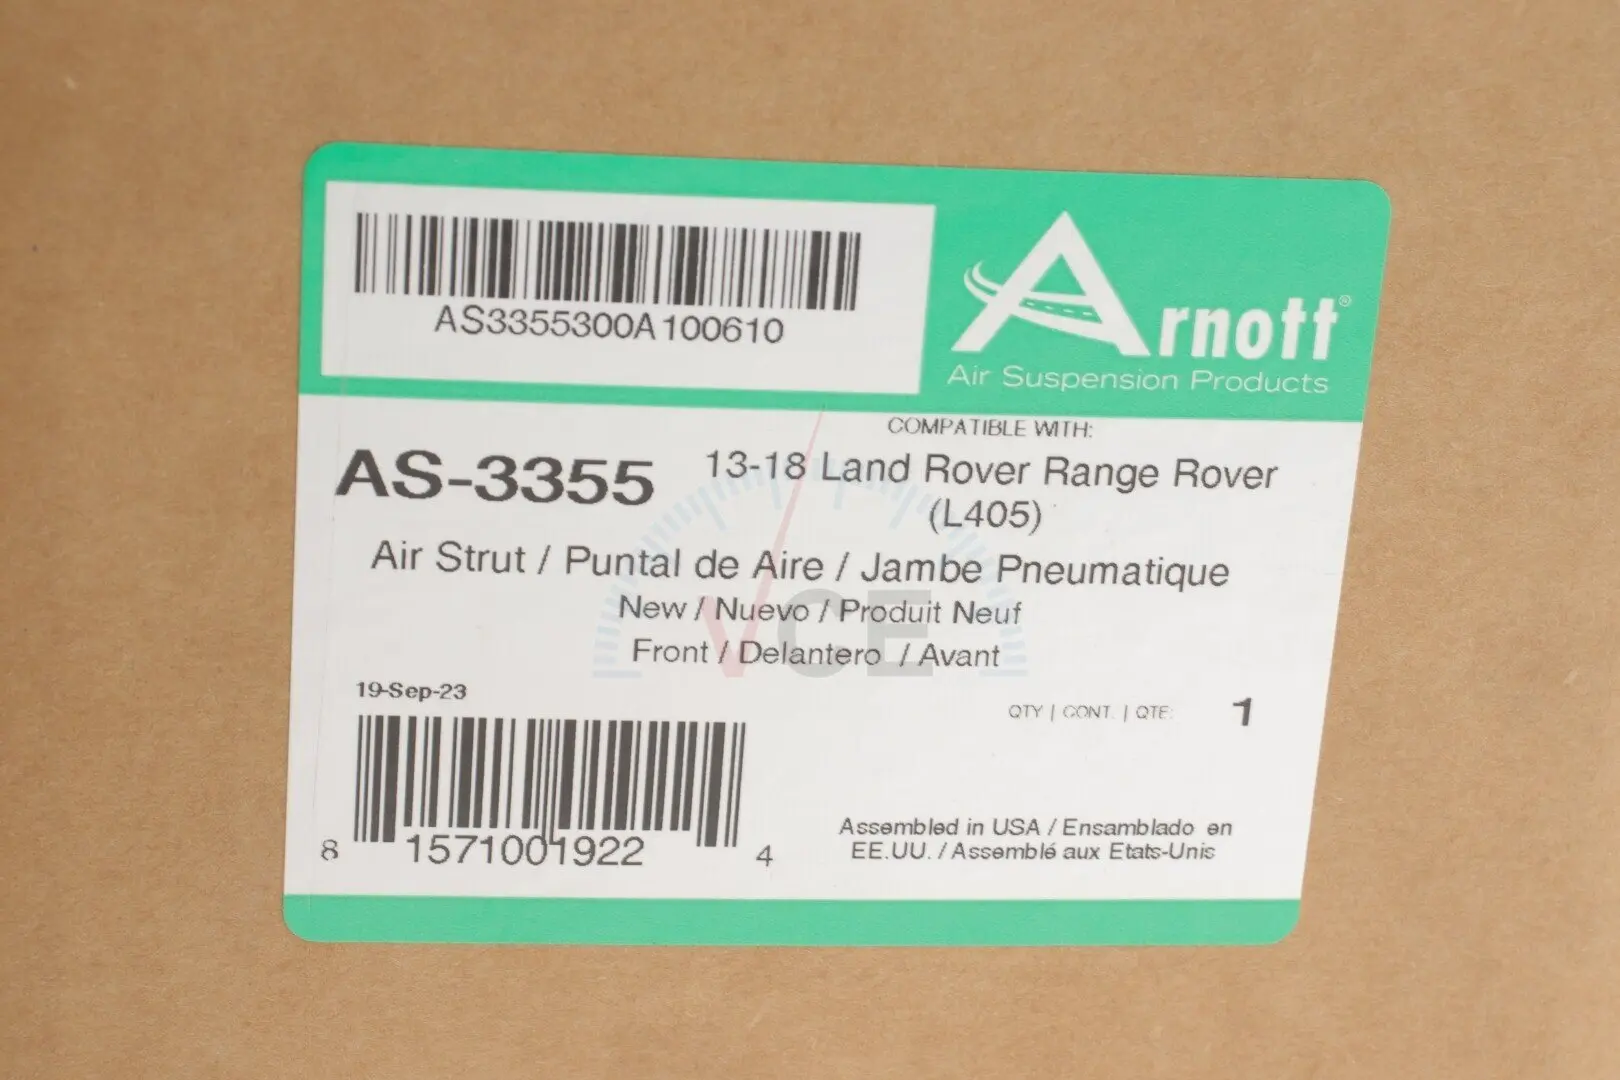 AS3355300A100610
Arnott®
Air Suspension Products
COMPATIBLE WITH:
AS-3355
13-18 Land Rover Range Rover
(L405)
Air Strut / Puntal de Aire / Jambe Pneumatique
New / Nuevo / Produit Neuf
Front / Delantero / Avant
VCE
19-Sep-23
QTY | CONT. | QTE: 1
8 1571001922 4
Assembled in USA / Ensamblado en
EE.UU. / Assemblé aux Etats-Unis